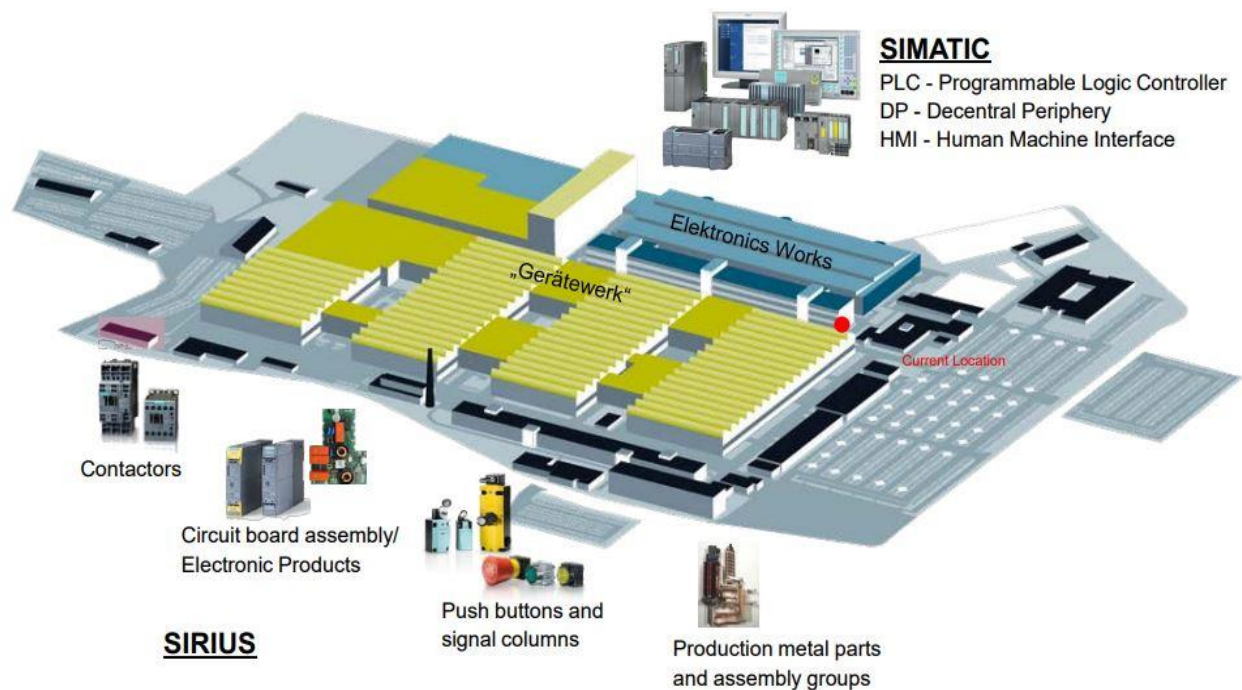 SIMATIC
PLC - Programmable Logic Controller
DP - Decentral Periphery
HMI - Human Machine Interface
Elektronics Works
„Gerätewerk“
Current Location
Contactors
Circuit board assembly/
Electronic Products
Push buttons and
signal columns
Production metal parts
and assembly groups
SIRIUS